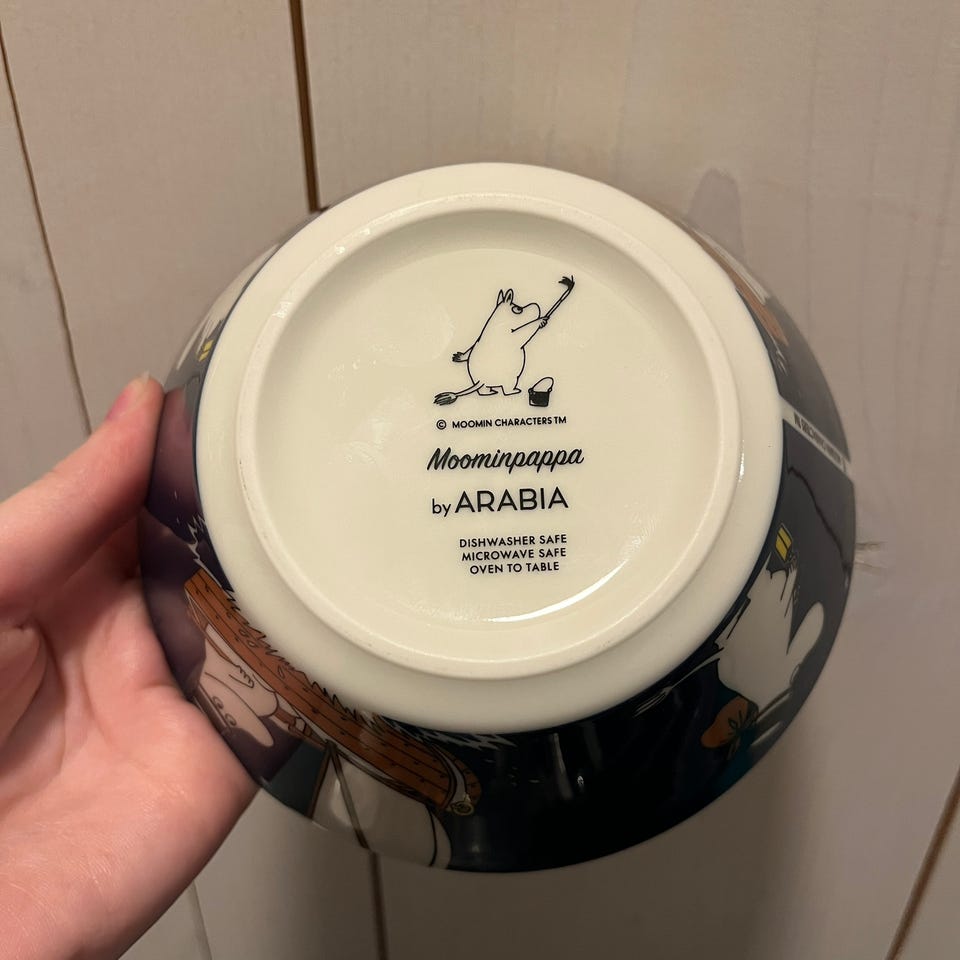 © MOOMIN CHARACTERS TM
Moominpappa
by ARABIA
DISHWASHER SAFE
MICROWAVE SAFE
OVEN TO TABLE